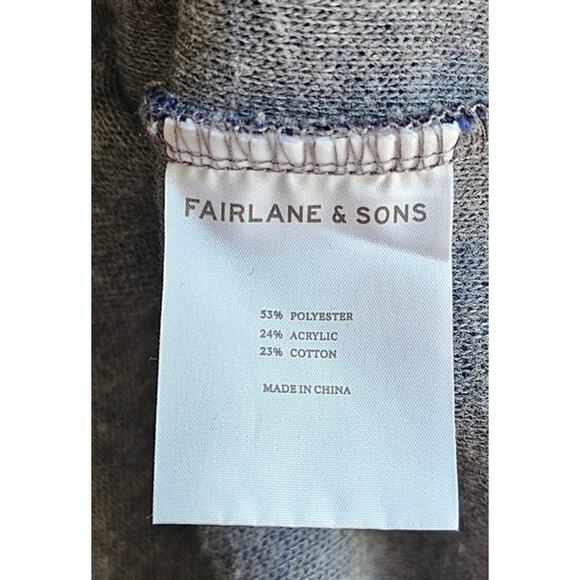 FAIRLANE & SONS
53% POLYESTER
24% ACRYLIC
23% COTTON
MADE IN CHINA